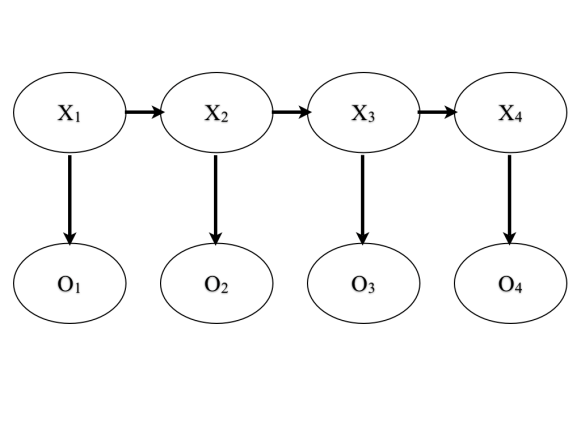 X₁ X₂ X₃ X₄
O₁ O₂ O₃ O₄